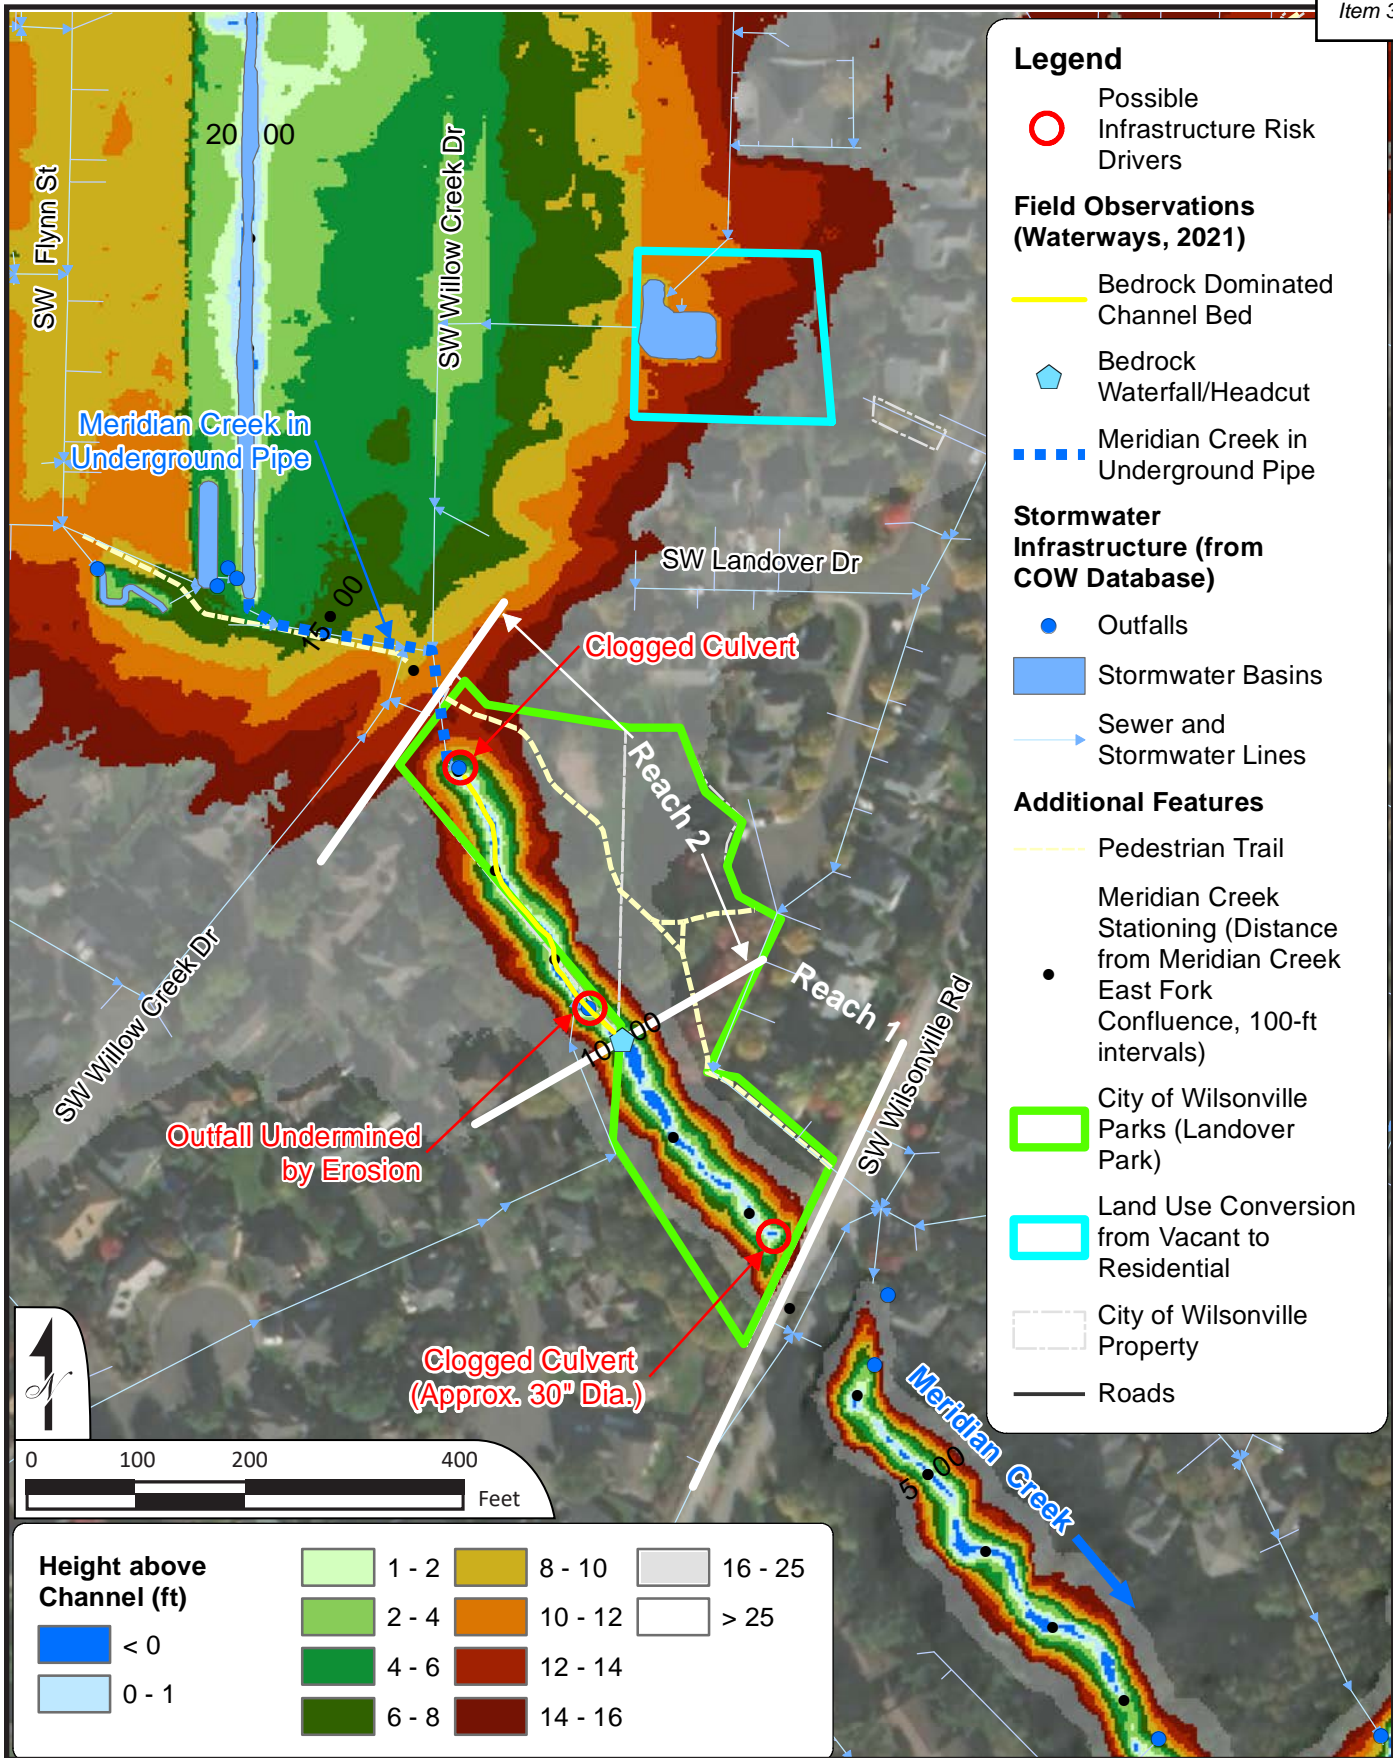 Item 3
20 00
SW Flynn St
SW Willow Creek Dr
Meridian Creek in
Underground Pipe
SW Landover Dr
15 00
Clogged Culvert
Reach 2
Reach 1
SW Willow Creek Dr
SW Wilsonville Rd
10 00
Outfall Undermined
by Erosion
Clogged Culvert
(Approx. 30" Dia.)
Meridian Creek
5 00
N
0 100 200 400
Feet
Height above
Channel (ft)
< 0
0 - 1
1 - 2
2 - 4
4 - 6
6 - 8
8 - 10
10 - 12
12 - 14
14 - 16
16 - 25
> 25
Legend
Possible
Infrastructure Risk
Drivers
Field Observations
(Waterways, 2021)
Bedrock Dominated
Channel Bed
Bedrock
Waterfall/Headcut
Meridian Creek in
Underground Pipe
Stormwater
Infrastructure (from
COW Database)
Outfalls
Stormwater Basins
Sewer and
Stormwater Lines
Additional Features
Pedestrian Trail
Meridian Creek
Stationing (Distance
from Meridian Creek
East Fork
Confluence, 100-ft
intervals)
City of Wilsonville
Parks (Landover
Park)
Land Use Conversion
from Vacant to
Residential
City of Wilsonville
Property
Roads